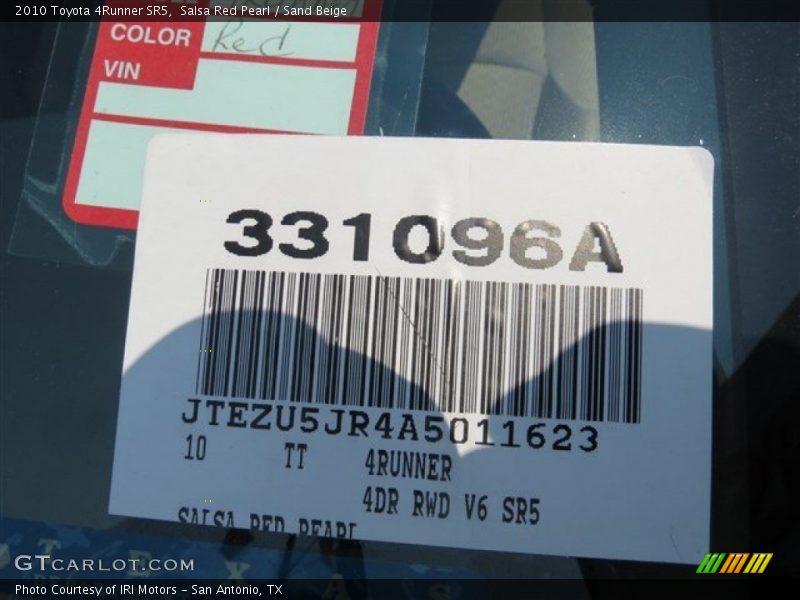 2010 Toyota 4Runner SR5, Salsa Red Pearl / Sand Beige
COLOR Red
VIN
331096A
JTEZU5JR4A5011623
10 TT 4RUNNER
4DR RWD V6 SR5
SALSA RED PEARL
GTCARLOT.COM
Photo Courtesy of IRI Motors – San Antonio, TX